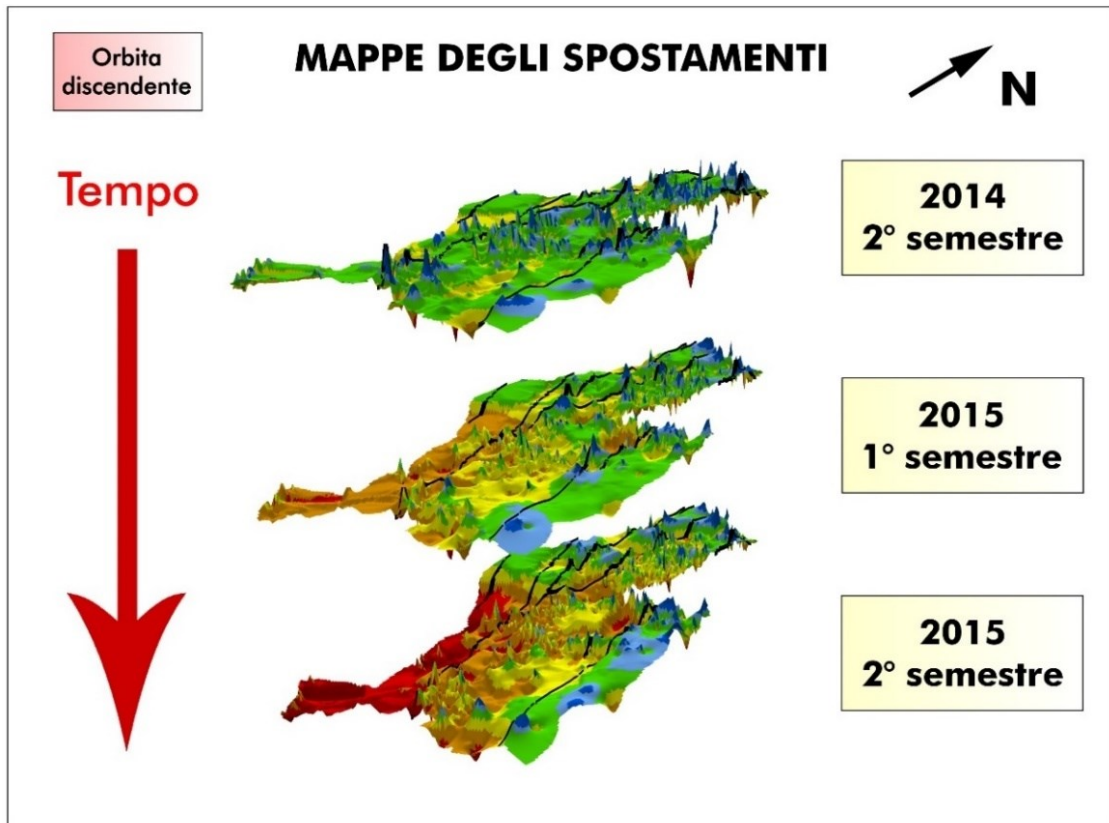 Orbita
discendente
MAPPE DEGLI SPOSTAMENTI
N
Tempo
2014
2° semestre
2015
1° semestre
2015
2° semestre